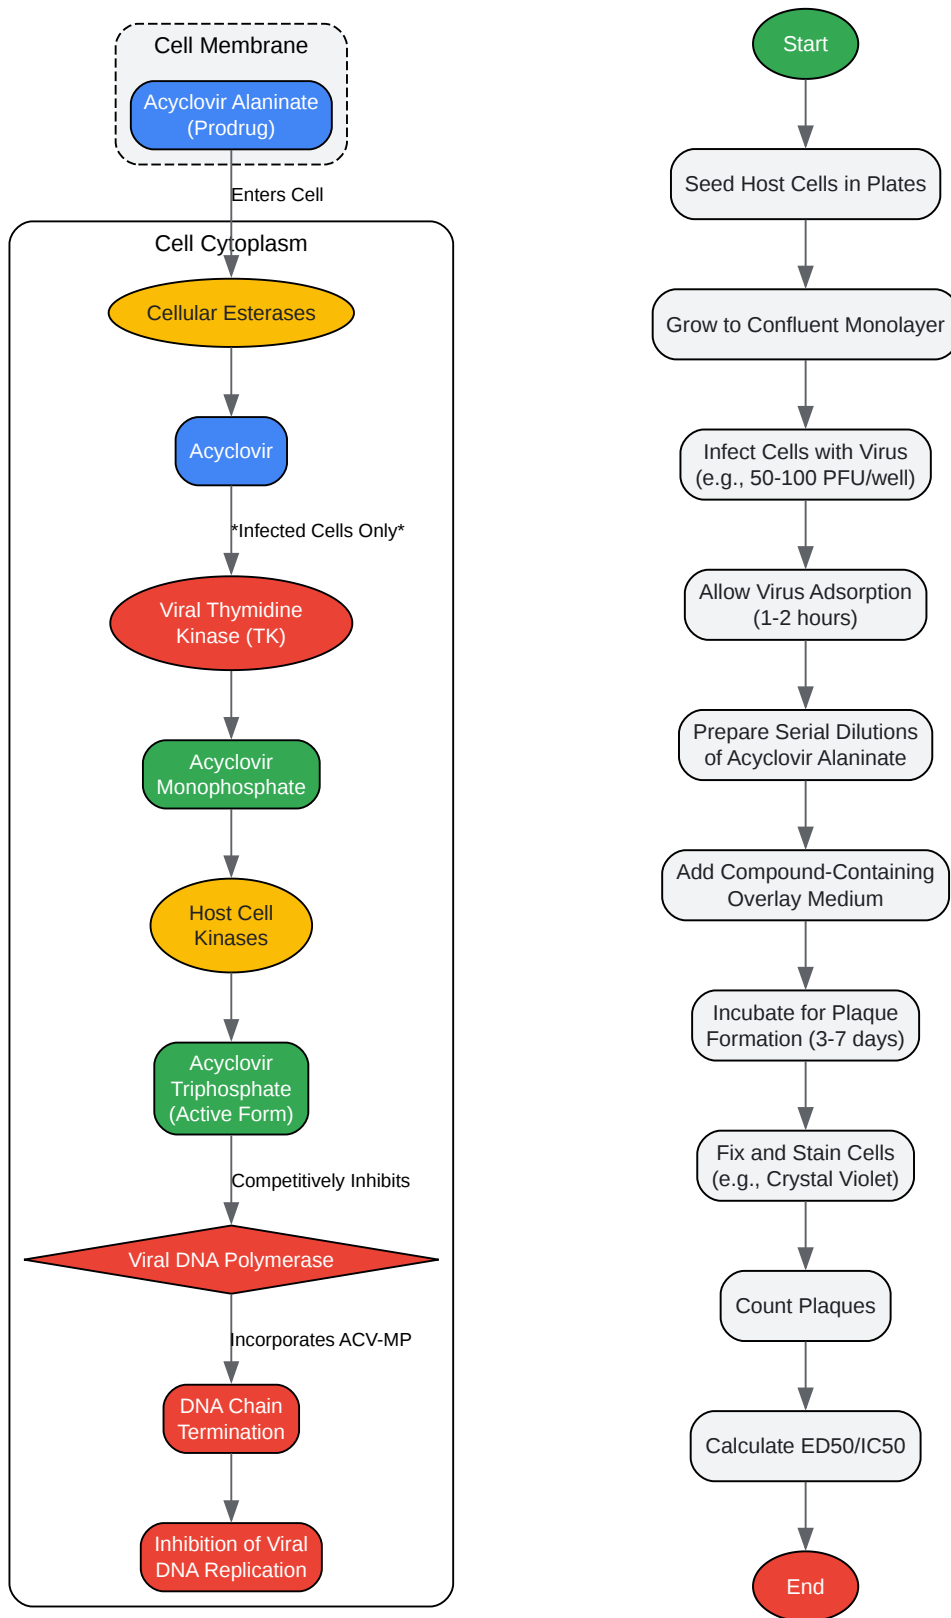 Cell Membrane
Acyclovir Alaninate
(Prodrug)
Enters Cell
Cell Cytoplasm
Cellular Esterases
Acyclovir
*Infected Cells Only*
Viral Thymidine
Kinase (TK)
Acyclovir
Monophosphate
Host Cell
Kinases
Acyclovir
Triphosphate
(Active Form)
Competitively Inhibits
Viral DNA Polymerase
Incorporates ACV-MP
DNA Chain
Termination
Inhibition of Viral
DNA Replication
Start
Seed Host Cells in Plates
Grow to Confluent Monolayer
Infect Cells with Virus
(e.g., 50-100 PFU/well)
Allow Virus Adsorption
(1-2 hours)
Prepare Serial Dilutions
of Acyclovir Alaninate
Add Compound-Containing
Overlay Medium
Incubate for Plaque
Formation (3-7 days)
Fix and Stain Cells
(e.g., Crystal Violet)
Count Plaques
Calculate ED50/IC50
End